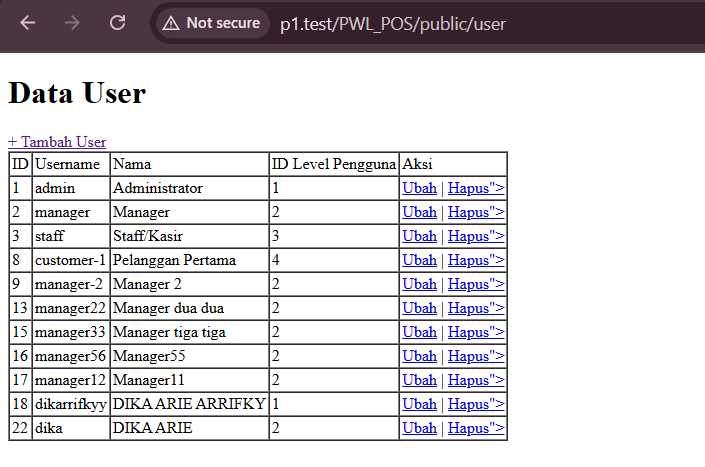 Not secure p1.test/PWL_POS/public/user
Data User
+ Tambah User
ID Username Nama ID Level Pengguna Aksi
1 admin Administrator 1 Ubah | Hapus">
2 manager Manager 2 Ubah | Hapus">
3 staff Staff/Kasir 3 Ubah | Hapus">
8 customer-1 Pelanggan Pertama 4 Ubah | Hapus">
9 manager-2 Manager 2 2 Ubah | Hapus">
13 manager22 Manager dua dua 2 Ubah | Hapus">
15 manager33 Manager tiga tiga 2 Ubah | Hapus">
16 manager56 Manager55 2 Ubah | Hapus">
17 manager12 Manager11 2 Ubah | Hapus">
18 dikarrifkyy DIKA ARIE ARRIFKY 1 Ubah | Hapus">
22 dika DIKA ARIE 2 Ubah | Hapus">